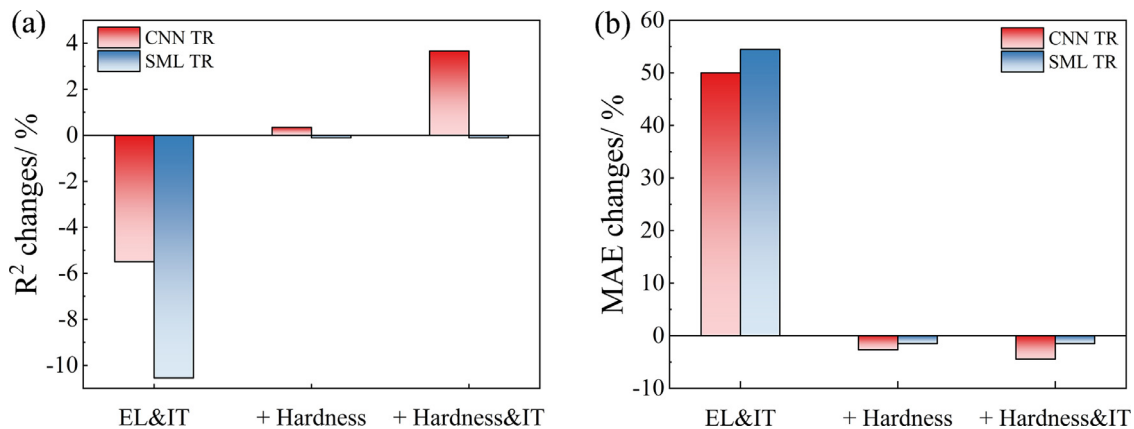 (a)
CNN TR
SML TR
R² changes/ %
4
2
0
-2
-4
-6
-8
-10
EL&IT
+ Hardness
+ Hardness&IT
(b)
CNN TR
SML TR
MAE changes/ %
60
50
40
30
20
10
0
-10
EL&IT
+ Hardness
+ Hardness&IT